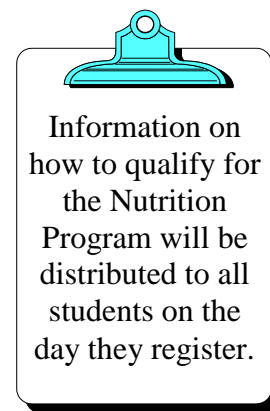 Information on
how to qualify for
the Nutrition
Program will be
distributed to all
students on the
day they register.